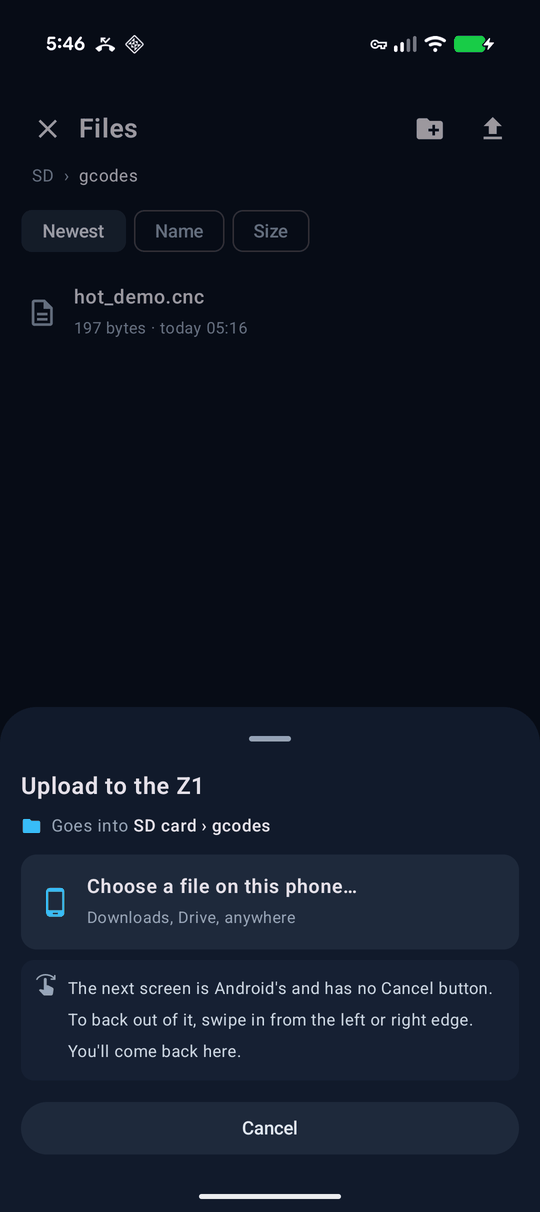 5:46
Files
SD › gcodes
Newest Name Size
hot_demo.cnc
197 bytes · today 05:16
Upload to the Z1
Goes into SD card › gcodes
Choose a file on this phone…
Downloads, Drive, anywhere
The next screen is Android's and has no Cancel button.
To back out of it, swipe in from the left or right edge.
You'll come back here.
Cancel